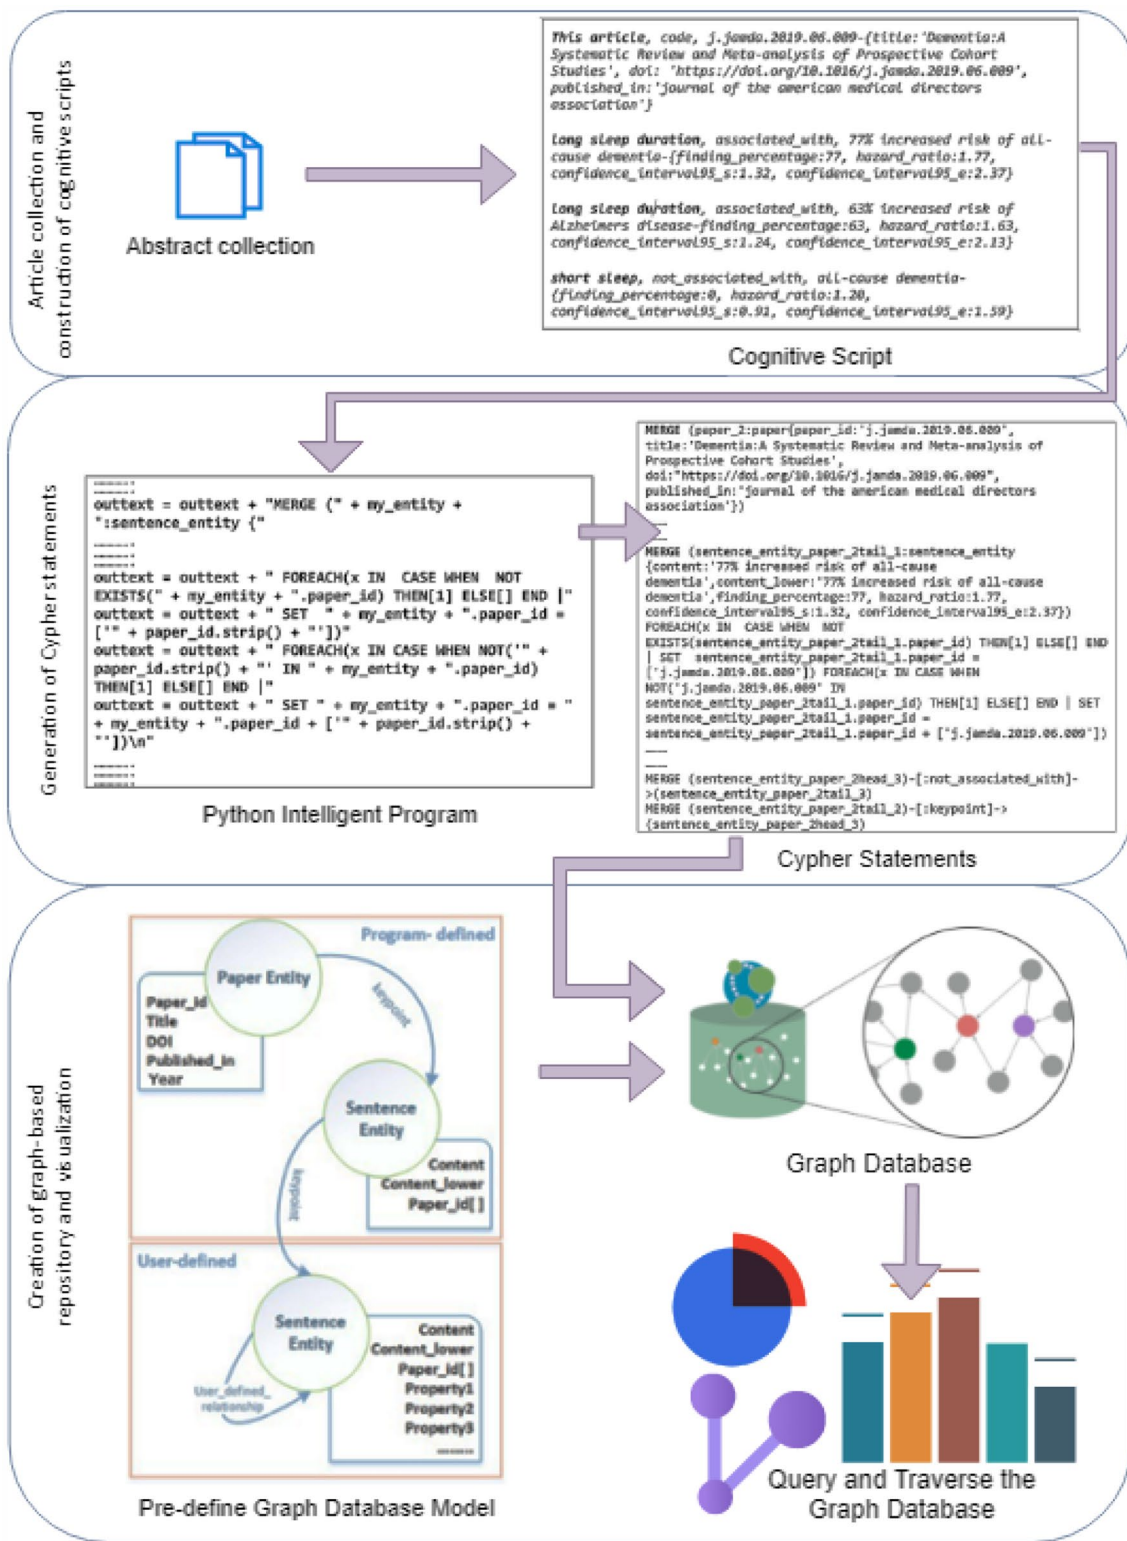 Article collection and
construction of cognitive scripts
Abstract collection
This article, code, j.jamda.2019.06.009-{title:'Dementia:A
Systematic Review and Meta-analysis of Prospective Cohort
Studies', doi: 'https://doi.org/10.1016/j.jamda.2019.06.009',
published_in:'journal of the american medical directors
association'}
long sleep duration, associated_with, 77% increased risk of all-
cause dementia-{finding_percentage:77, hazard_ratio:1.77,
confidence_interval95_s:1.32, confidence_interval95_e:2.37}
Long sleep duration, associated_with, 63% increased risk of
Alzheimers disease-finding_percentage:63, hazard_ratio:1.63,
confidence_interval95_s:1.24, confidence_interval95_e:2.13}
short sleep, not_associated_with, all-cause dementia-
{finding_percentage:0, hazard_ratio:1.20,
confidence_interval95_s:0.91, confidence_interval95_e:1.59}
Cognitive Script
Generation of Cypher statements
outtext = outtext + "MERGE (" + my_entity +
":sentence_entity {"
outtext = outtext + " FOREACH(x IN  CASE WHEN  NOT
EXISTS(" + my_entity + ".paper_id) THEN[1] ELSE[] END |"
outtext = outtext + " SET  " + my_entity + ".paper_id =
['" + paper_id.strip() + "'])"
outtext = outtext + " FOREACH(x IN CASE WHEN NOT('" +
paper_id.strip() + "' IN " + my_entity + ".paper_id)
THEN[1] ELSE[] END |"
outtext = outtext + " SET " + my_entity + ".paper_id = "
+ my_entity + ".paper_id + ['" + paper_id.strip() +
"'])\n"
Python Intelligent Program
MERGE (paper_2:paper{paper_id:'j.jamda.2019.06.009',
title:'Dementia:A Systematic Review and Meta-analysis of
Prospective Cohort Studies',
doi:"https://doi.org/10.1016/j.jamda.2019.06.009",
published_in:'journal of the american medical directors
association'})
MERGE (sentence_entity_paper_2tail_1:sentence_entity
{content:'77% increased risk of all-cause
dementia',content_lower:'77% increased risk of all-cause
dementia',finding_percentage:77, hazard_ratio:1.77,
confidence_interval95_s:1.32, confidence_interval95_e:2.37})
FOREACH(x IN  CASE WHEN  NOT
EXISTS(sentence_entity_paper_2tail_1.paper_id) THEN[1] ELSE[] END
| SET  sentence_entity_paper_2tail_1.paper_id =
['j.jamda.2019.06.009']) FOREACH(x IN CASE WHEN
NOT('j.jamda.2019.06.009' IN
sentence_entity_paper_2tail_1.paper_id) THEN[1] ELSE[] END | SET
sentence_entity_paper_2tail_1.paper_id =
sentence_entity_paper_2tail_1.paper_id + ['j.jamda.2019.06.009'])
MERGE (sentence_entity_paper_2head_3)-[:not_associated_with]-
>(sentence_entity_paper_2tail_3)
MERGE (sentence_entity_paper_2tail_2)-[:keypoint]->
(sentence_entity_paper_2head_3)
Cypher Statements
Creation of graph-based
repository and visualization
Program- defined
Paper Entity
Paper_id
Title
DOI
Published_in
Year
keypoint
Sentence
Entity
Content
Content_lower
Paper_id[ ]
keypoint
User-defined
Sentence
Entity
User_defined_
relationship
Content
Content_lower
Paper_id[ ]
Property1
Property2
Property3
........
Pre-define Graph Database Model
Graph Database
Query and Traverse the
Graph Database